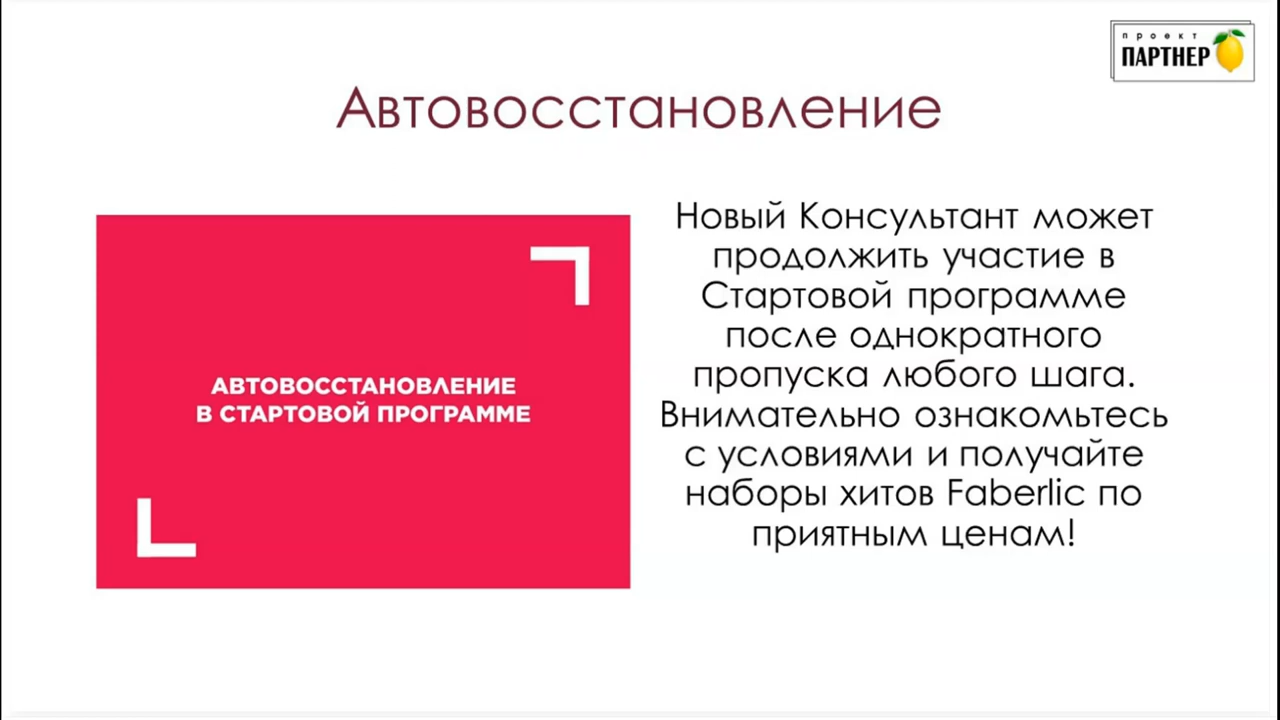 проект
ПАРТНЕР
Автовосстановление
АВТОВОССТАНОВЛЕНИЕ
В СТАРТОВОЙ ПРОГРАММЕ
Новый Консультант может
продолжить участие в
Стартовой программе
после однократного
пропуска любого шага.
Внимательно ознакомьтесь
с условиями и получайте
наборы хитов Faberlic по
приятным ценам!